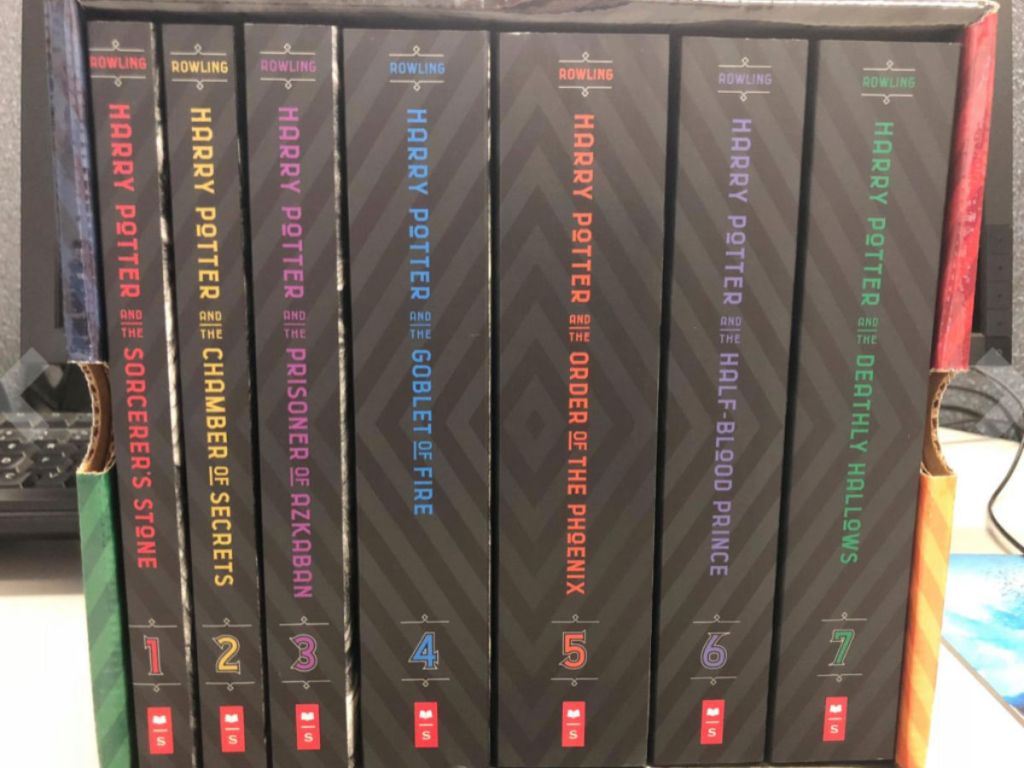 ROWLING
HARRY POTTER AND THE SORCERER'S STONE
1
S
ROWLING
HARRY POTTER AND THE CHAMBER OF SECRETS
2
S
ROWLING
HARRY POTTER AND THE PRISONER OF AZKABAN
3
S
ROWLING
HARRY POTTER AND THE GOBLET OF FIRE
4
S
ROWLING
HARRY POTTER AND THE ORDER OF THE PHOENIX
5
S
ROWLING
HARRY POTTER AND THE HALF-BLOOD PRINCE
6
S
ROWLING
HARRY POTTER AND THE DEATHLY HALLOWS
7
S